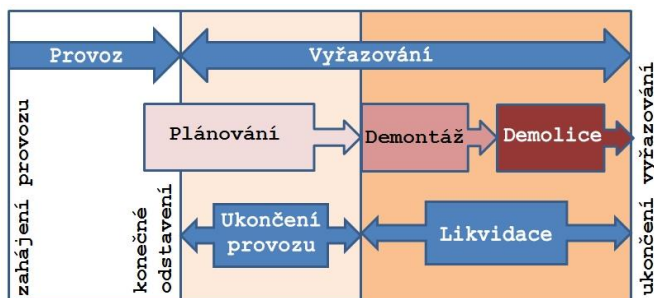 Provoz
Vyřazování
Plánování
Demontáž
Demolice
Ukončení
provozu
Likvidace
zahájení provozu
konečné
odstavení
ukončení vyřazování